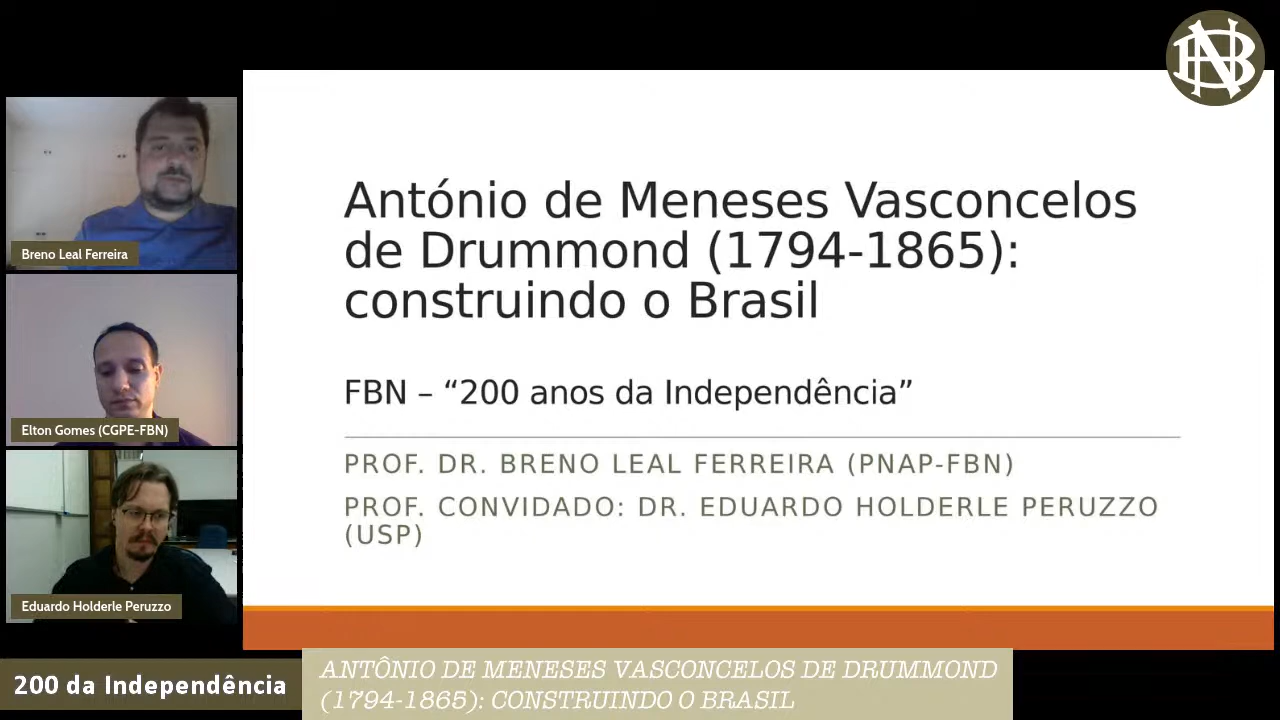 António de Meneses Vasconcelos
de Drummond (1794-1865):
construindo o Brasil
FBN – “200 anos da Independência”
PROF. DR. BRENO LEAL FERREIRA (PNAP-FBN)
PROF. CONVIDADO: DR. EDUARDO HOLDERLE PERUZZO
(USP)
Breno Leal Ferreira
Elton Gomes (CGPE-FBN)
Eduardo Holderle Peruzzo
200 da Independência
ANTÔNIO DE MENESES VASCONCELOS DE DRUMMOND
(1794-1865): CONSTRUINDO O BRASIL